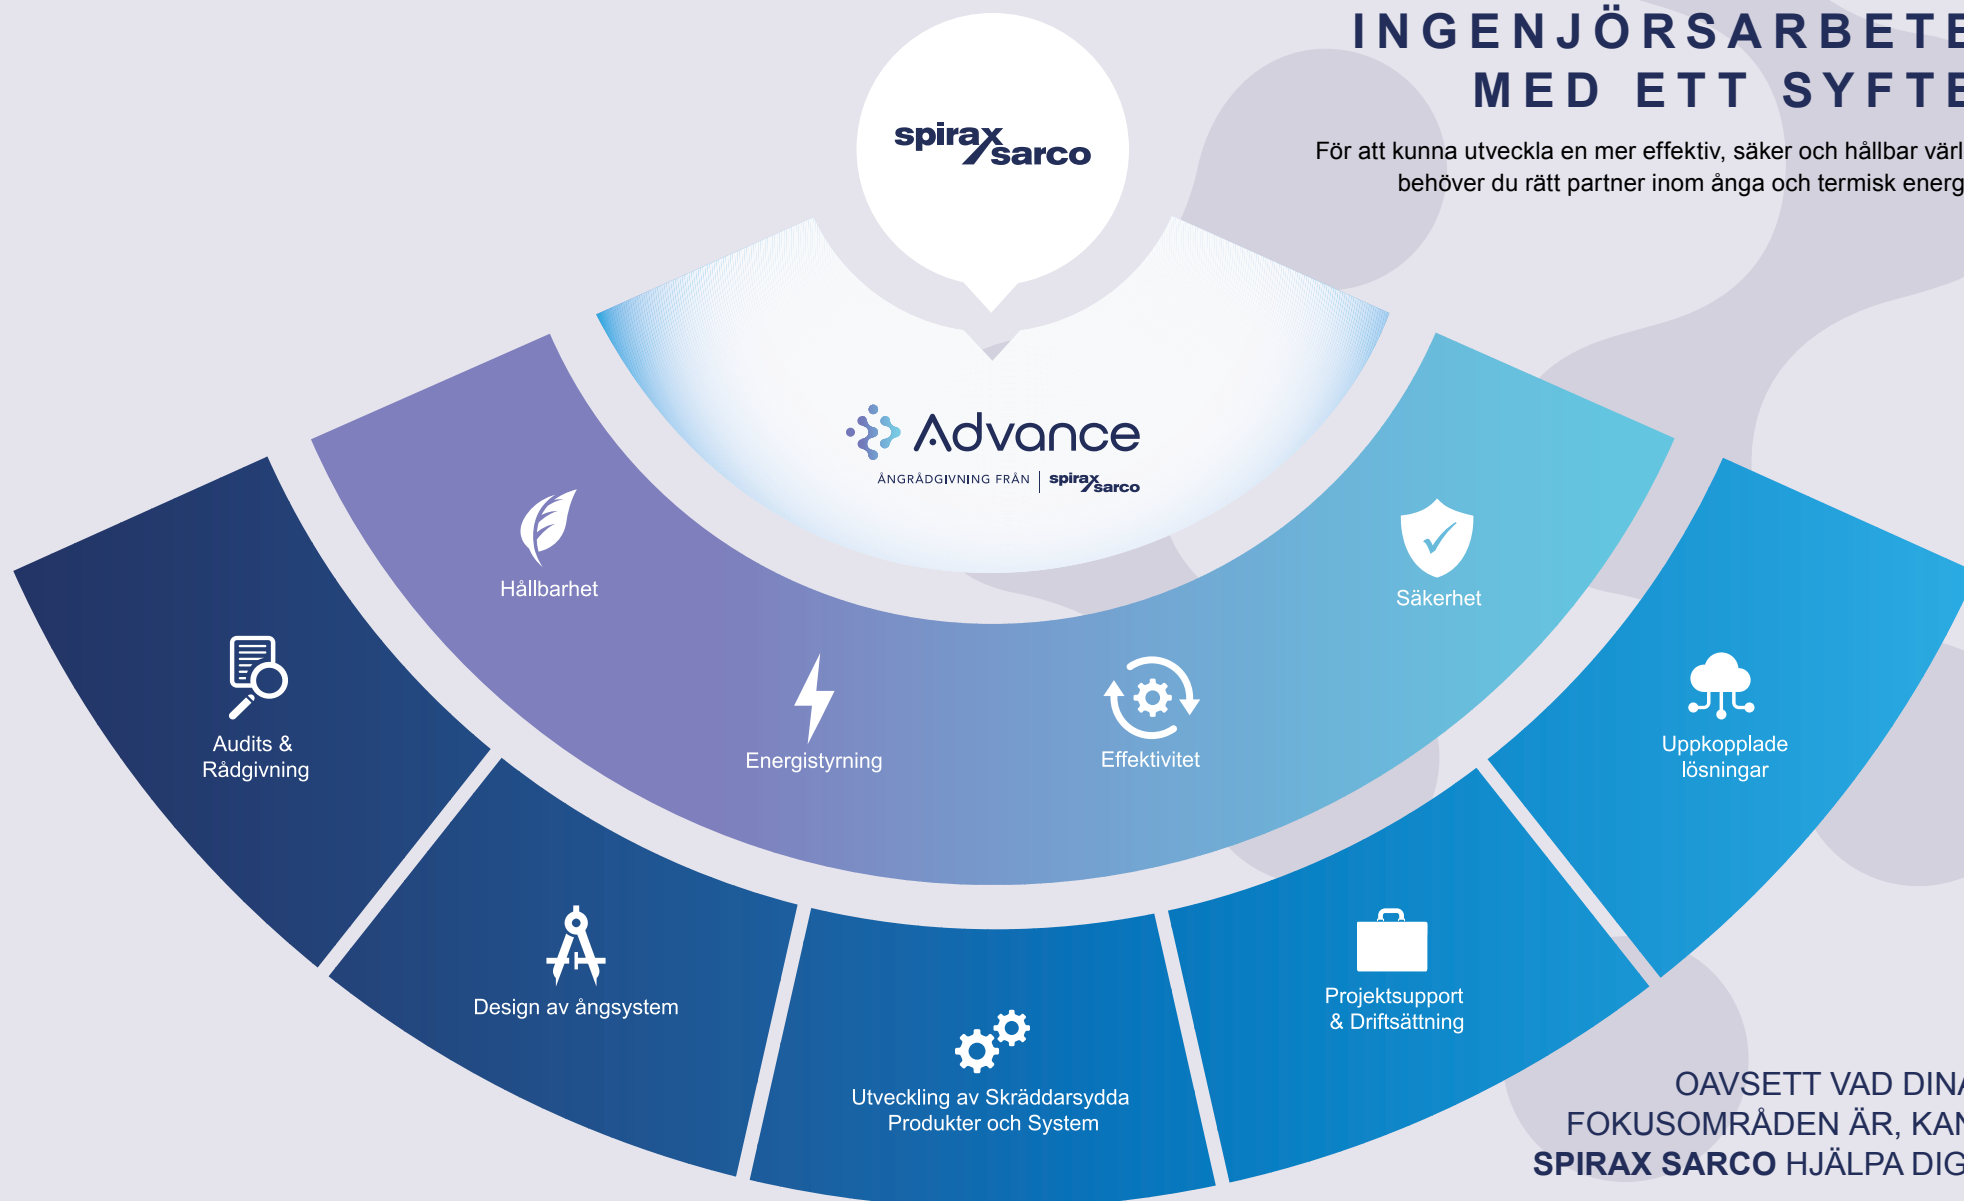 INGENJÖRSARBETE
MED ETT SYFTE
För att kunna utveckla en mer effektiv, säker och hållbar värl
behöver du rätt partner inom ånga och termisk energ
spirax
sarco
Advance
ÅNGRÅDGIVNING FRÅN | spirax sarco
Hållbarhet
Energistyrning
Effektivitet
Säkerhet
Audits &
Rådgivning
Design av ångsystem
Utveckling av Skräddarsydda
Produkter och System
Projektsupport
& Driftsättning
Uppkopplade
lösningar
OAVSETT VAD DINA
FOKUSOMRÅDEN ÄR, KAN
SPIRAX SARCO HJÄLPA DIG